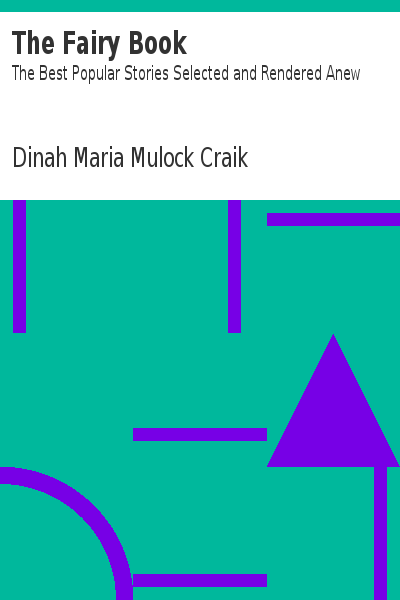 The Fairy Book
The Best Popular Stories Selected and Rendered Anew
Dinah Maria Mulock Craik